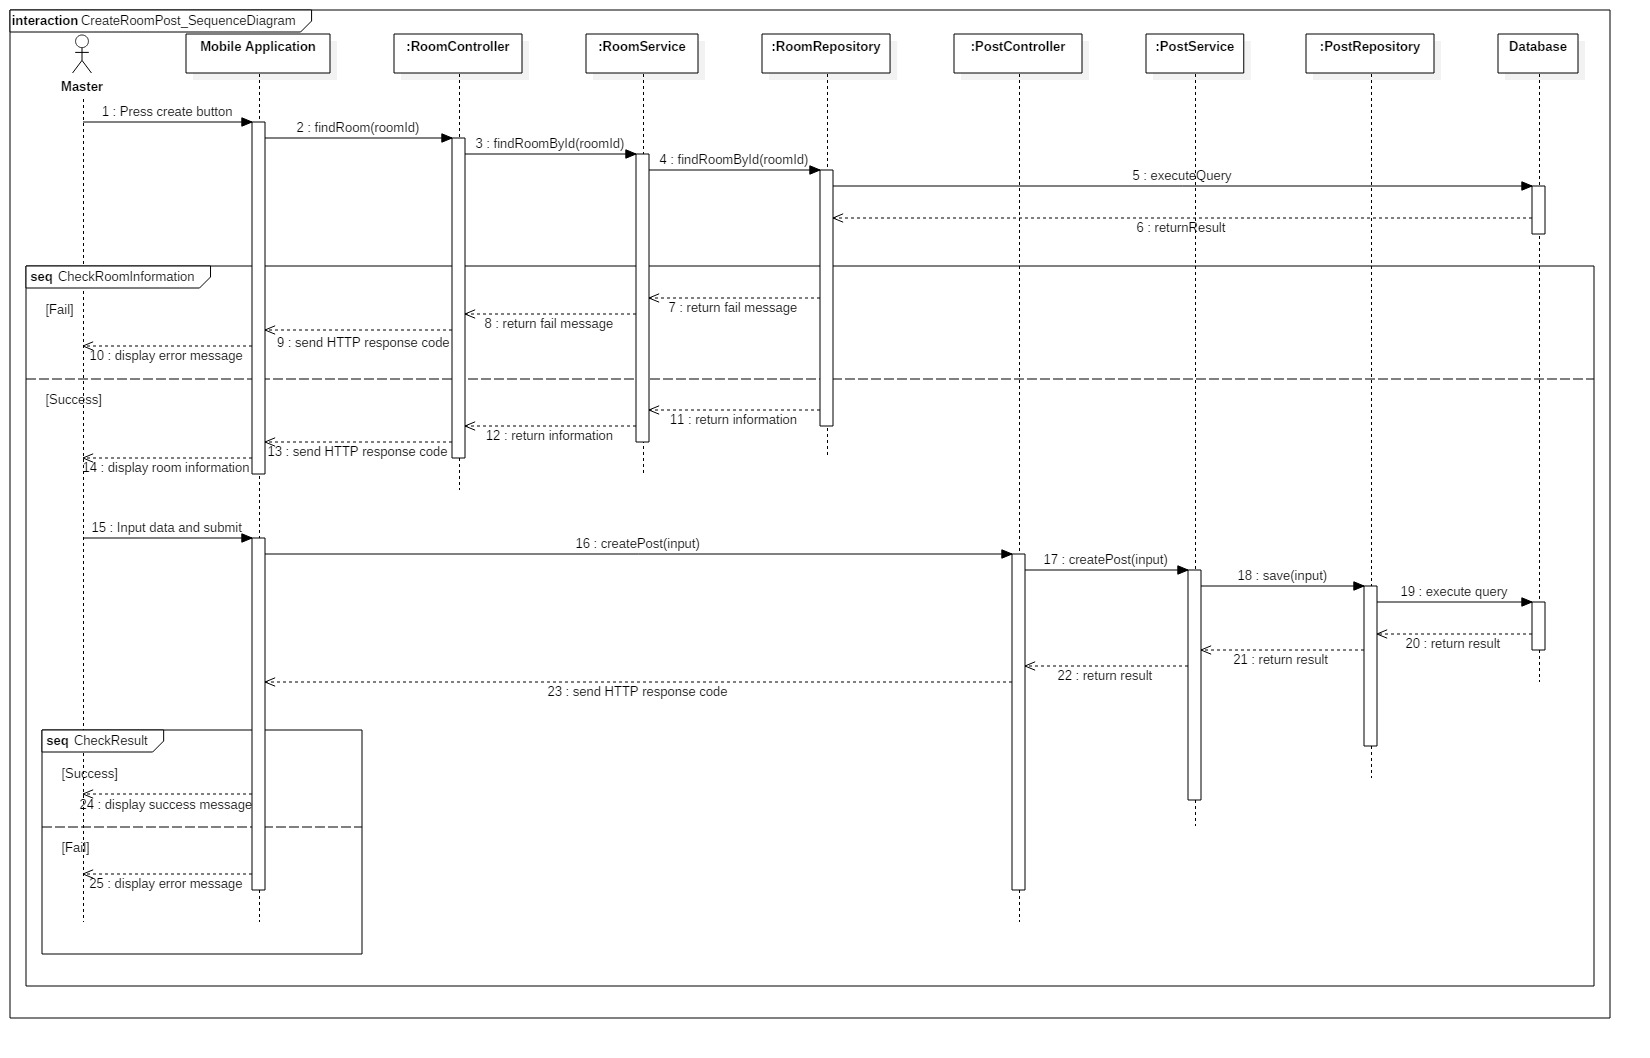 interaction CreateRoomPost_SequenceDiagram
Master
Mobile Application
:RoomController
:RoomService
:RoomRepository
:PostController
:PostService
:PostRepository
Database
1 : Press create button
2 : findRoom(roomId)
3 : findRoomById(roomId)
4 : findRoomById(roomId)
5 : executeQuery
6 : returnResult
seq CheckRoomInformation
[Fail]
7 : return fail message
8 : return fail message
9 : send HTTP response code
10 : display error message
[Success]
11 : return information
12 : return information
13 : send HTTP response code
14 : display room information
15 : Input data and submit
16 : createPost(input)
17 : createPost(input)
18 : save(input)
19 : execute query
20 : return result
21 : return result
22 : return result
23 : send HTTP response code
seq CheckResult
[Success]
24 : display success message
[Fail]
25 : display error message